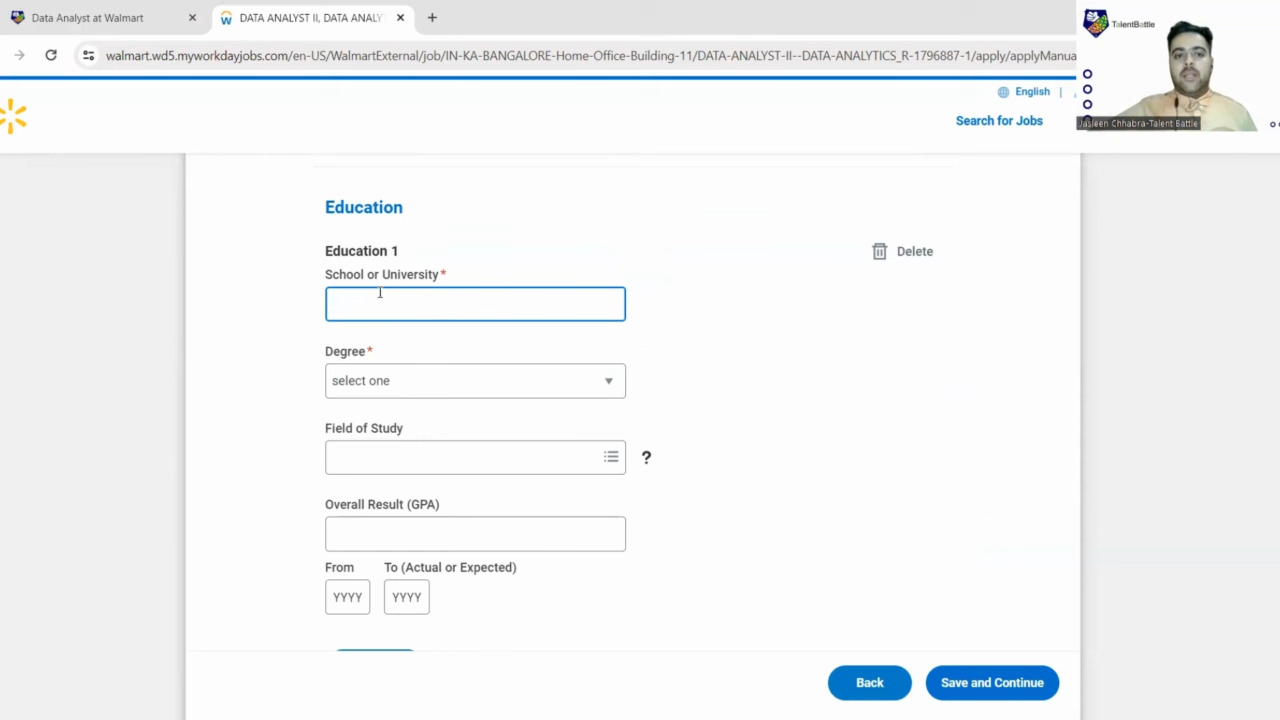 Data Analyst at Walmart
DATA ANALYST II, DATA ANALY
walmart.wd5.myworkdayjobs.com/en-US/WalmartExternal/job/IN-KA-BANGALORE-Home-Office-Building-11/DATA-ANALYST-II--DATA-ANALYTICS_R-1796887-1/apply/applyManua
TalentBattle
Jasleen Chhabra-Talent Battle
English |
Search for Jobs
Education
Education 1
Delete
School or University*
Degree*
select one
Field of Study
?
Overall Result (GPA)
From To (Actual or Expected)
YYYY YYYY
Back Save and Continue